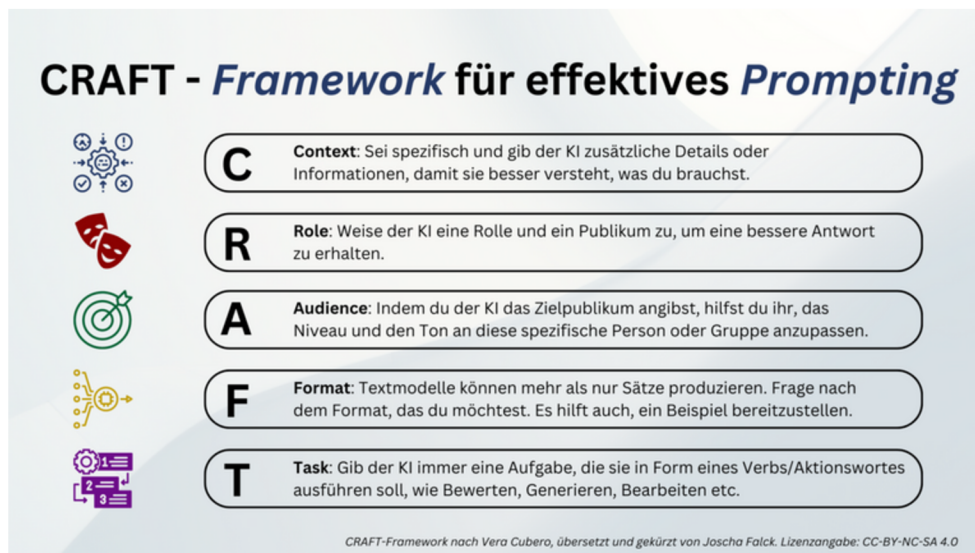 CRAFT - Framework für effektives Prompting
C
Context: Sei spezifisch und gib der KI zusätzliche Details oder
Informationen, damit sie besser versteht, was du brauchst.
R
Role: Weise der KI eine Rolle und ein Publikum zu, um eine bessere Antwort
zu erhalten.
A
Audience: Indem du der KI das Zielpublikum angibst, hilfst du ihr, das
Niveau und den Ton an diese spezifische Person oder Gruppe anzupassen.
F
Format: Textmodelle können mehr als nur Sätze produzieren. Frage nach
dem Format, das du möchtest. Es hilft auch, ein Beispiel bereitzustellen.
1
2
3
T
Task: Gib der KI immer eine Aufgabe, die sie in Form eines Verbs/Aktionswortes
ausführen soll, wie Bewerten, Generieren, Bearbeiten etc.
CRAFT-Framework nach Vera Cubero, übersetzt und gekürzt von Joscha Falck. Lizenzangabe: CC-BY-NC-SA 4.0